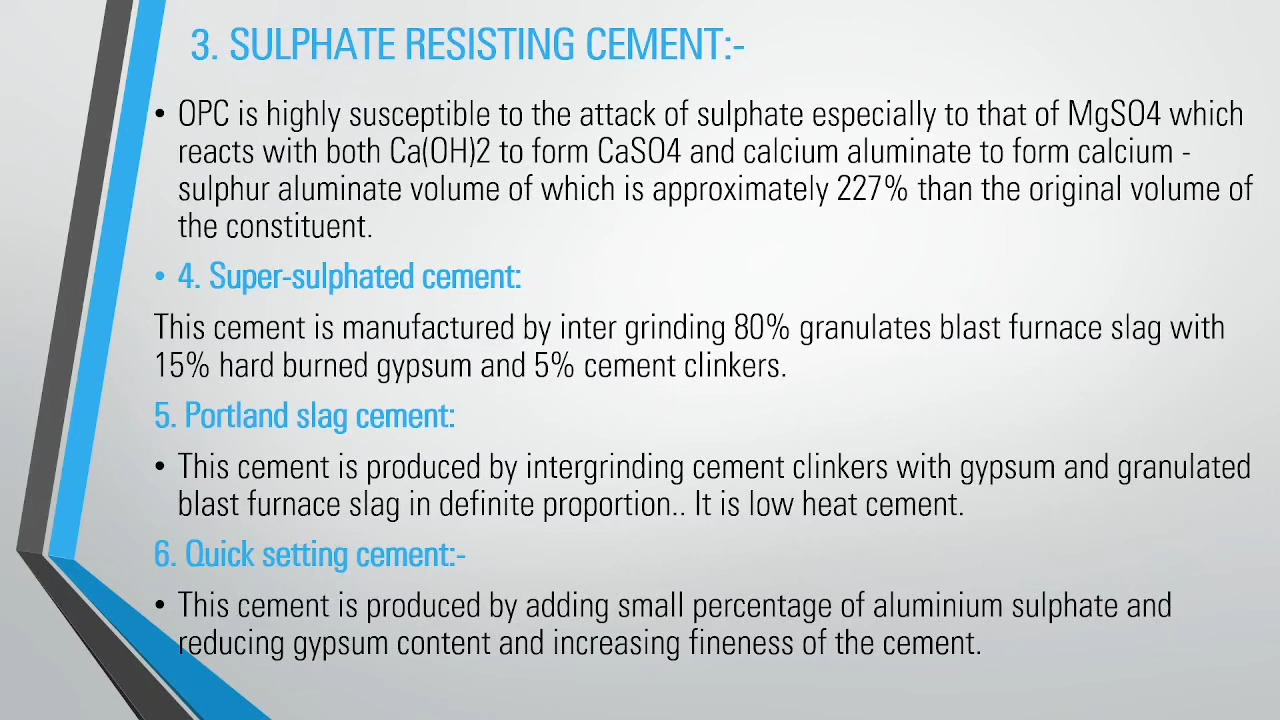 3. SULPHATE RESISTING CEMENT:-
• OPC is highly susceptible to the attack of sulphate especially to that of MgSO4 which
reacts with both Ca(OH)2 to form CaSO4 and calcium aluminate to form calcium -
sulphur aluminate volume of which is approximately 227% than the original volume of
the constituent.
• 4. Super-sulphated cement:
This cement is manufactured by inter grinding 80% granulates blast furnace slag with
15% hard burned gypsum and 5% cement clinkers.
5. Portland slag cement:
• This cement is produced by intergrinding cement clinkers with gypsum and granulated
blast furnace slag in definite proportion.. It is low heat cement.
6. Quick setting cement:-
• This cement is produced by adding small percentage of aluminium sulphate and
reducing gypsum content and increasing fineness of the cement.